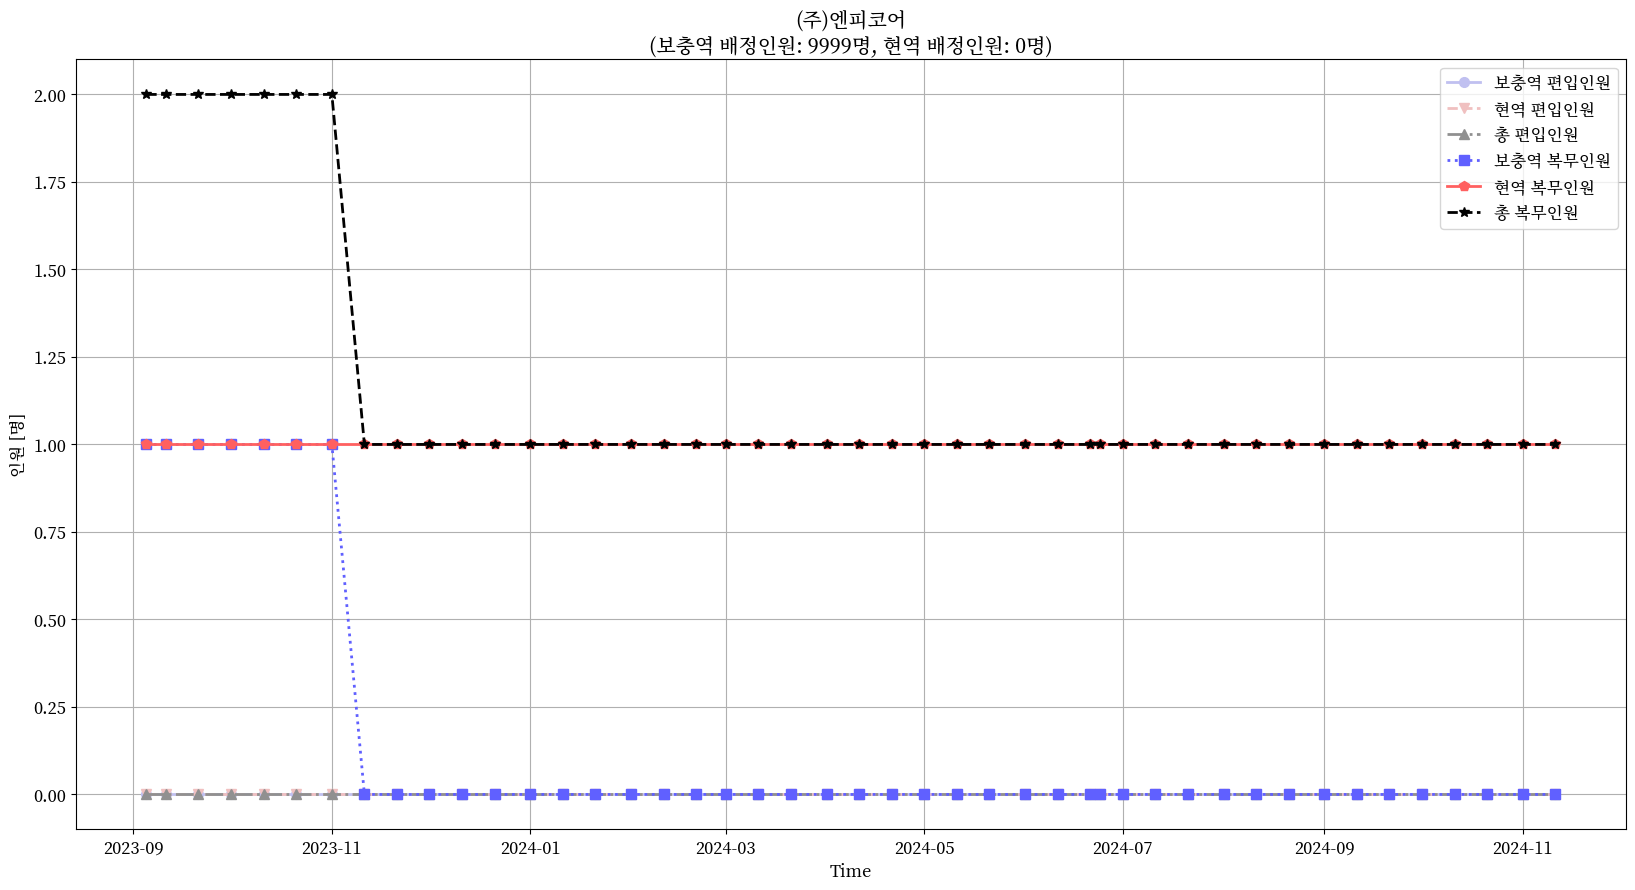 (주)엔피코어
(보충역 배정인원: 9999명, 현역 배정인원: 0명)
보충역 편입인원
현역 편입인원
총 편입인원
보충역 복무인원
현역 복무인원
총 복무인원
2.00
1.75
1.50
1.25
1.00
0.75
0.50
0.25
0.00
인원 [명]
2023-09 2023-11 2024-01 2024-03 2024-05 2024-07 2024-09 2024-11
Time